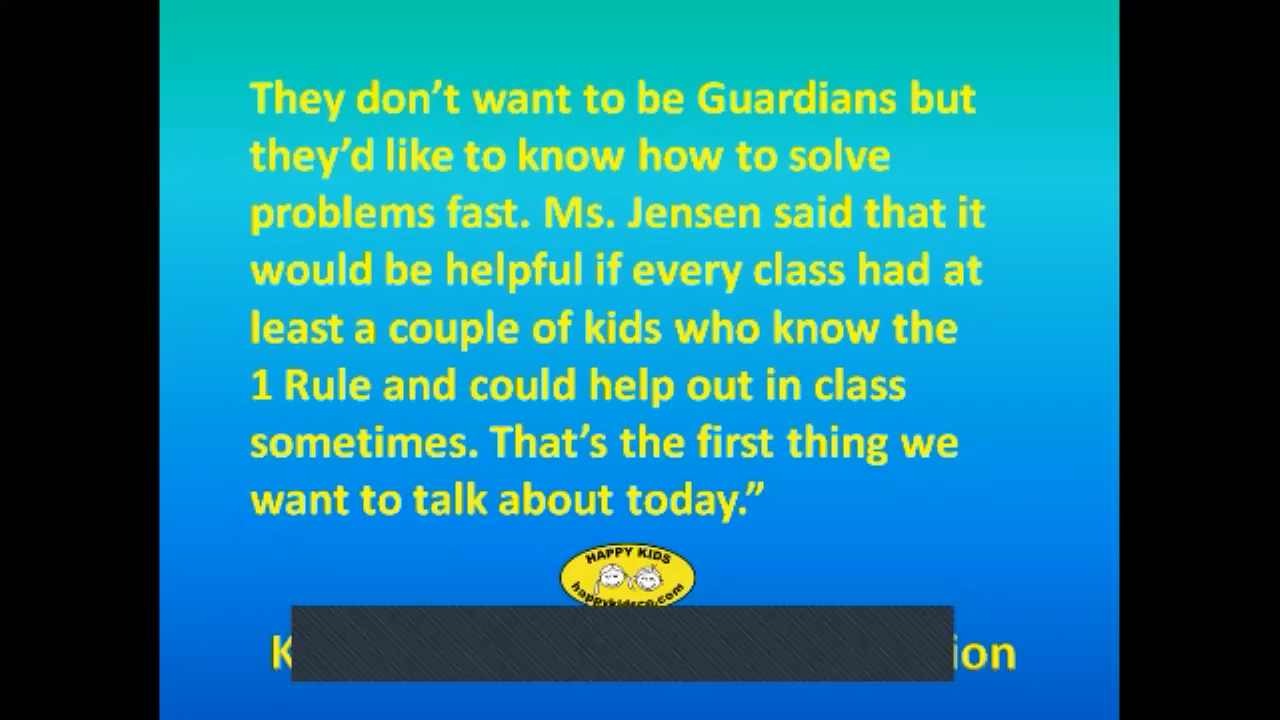 They don’t want to be Guardians but
they’d like to know how to solve
problems fast. Ms. Jensen said that it
would be helpful if every class had at
least a couple of kids who know the
1 Rule and could help out in class
sometimes. That’s the first thing we
want to talk about today.”
HAPPY KIDS